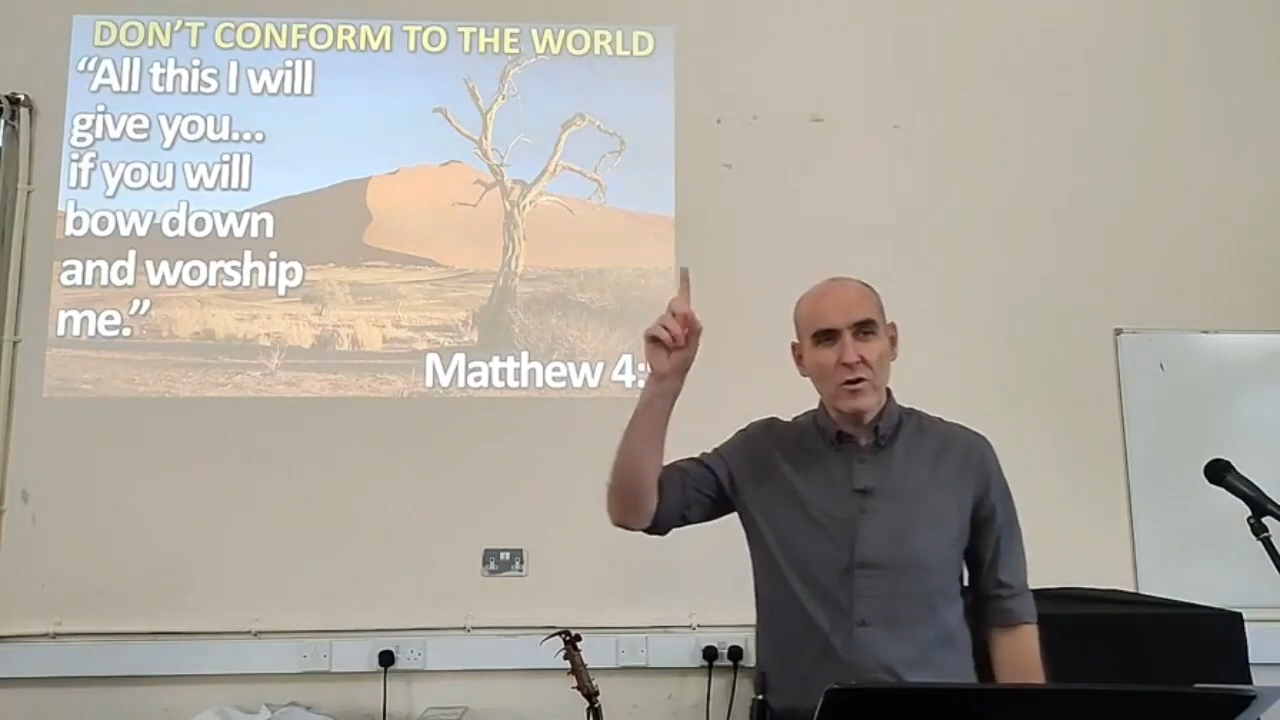 DON'T CONFORM TO THE WORLD
“All this I will
give you...
if you will
bow down
and worship
me.”
Matthew 4: